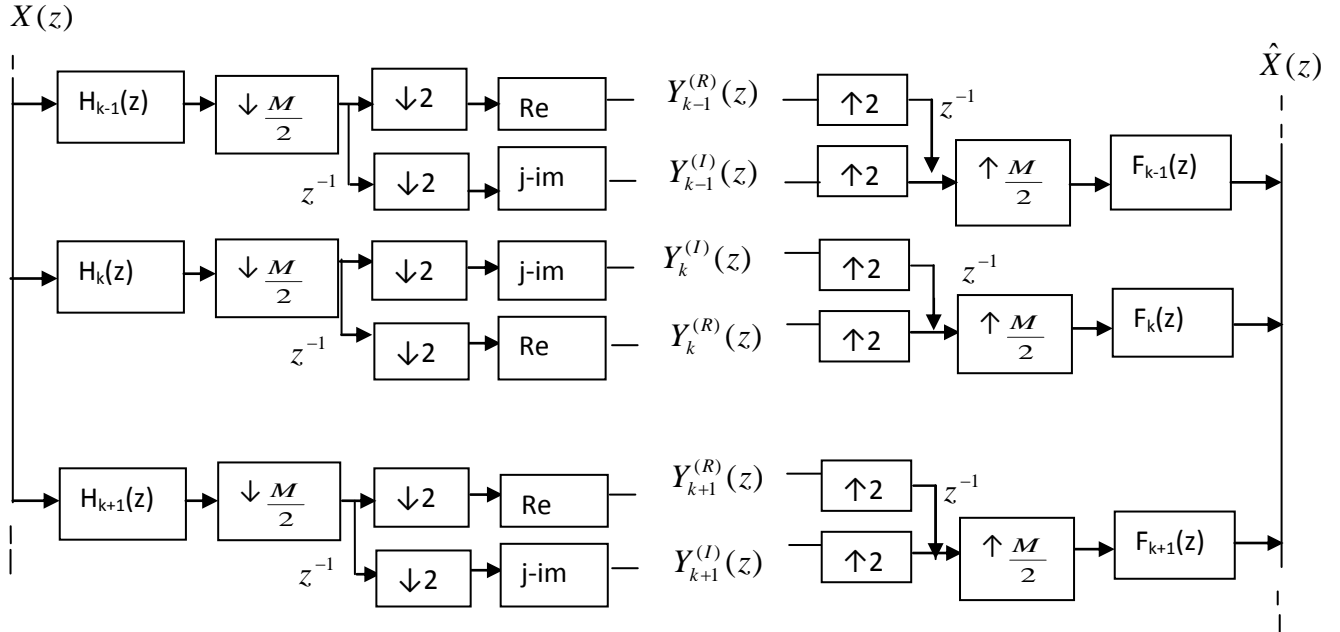 X(z)
X̂(z)
H_{k-1}(z) ↓ M/2 ↓2 Re Y_{k-1}^{(R)}(z) ↑2 z^{-1}
z^{-1} ↓2 j-im Y_{k-1}^{(I)}(z) ↑2 ↑ M/2 F_{k-1}(z)
H_k(z) ↓ M/2 ↓2 j-im Y_k^{(I)}(z) ↑2 z^{-1}
z^{-1} ↓2 Re Y_k^{(R)}(z) ↑2 ↑ M/2 F_k(z)
H_{k+1}(z) ↓ M/2 ↓2 Re Y_{k+1}^{(R)}(z) ↑2 z^{-1}
z^{-1} ↓2 j-im Y_{k+1}^{(I)}(z) ↑2 ↑ M/2 F_{k+1}(z)